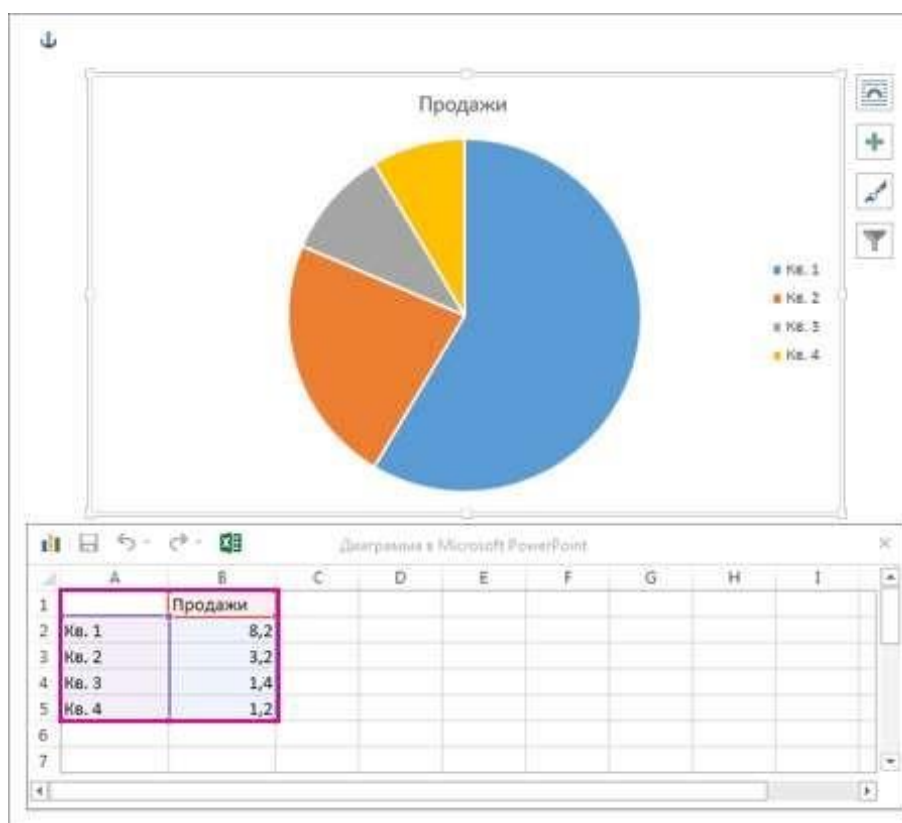 Продажи
Кв. 1
Кв. 2
Кв. 3
Кв. 4
Диаграмма в Microsoft PowerPoint
A B C D E F G H I
1 Продажи
2 Кв. 1 8,2
3 Кв. 2 3,2
4 Кв. 3 1,4
5 Кв. 4 1,2
6
7